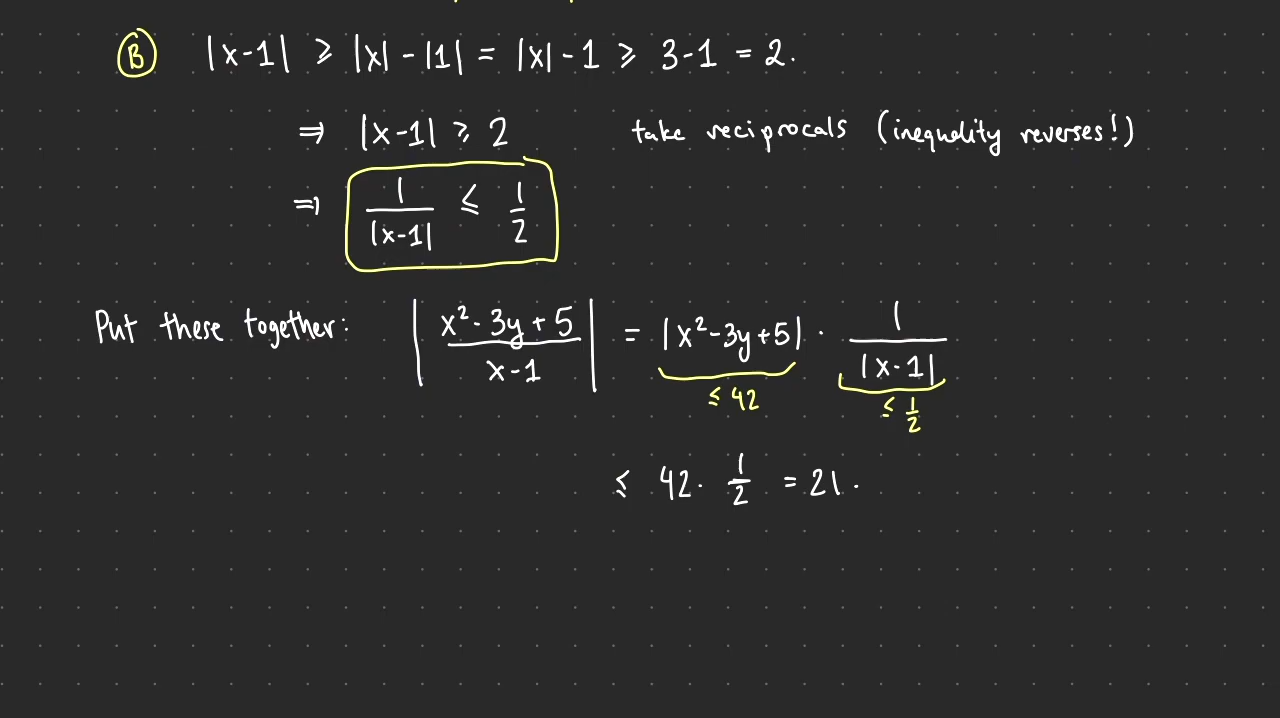 B |x-1| ≥ |x| - |1| = |x| - 1 ≥ 3-1 = 2.
⇒ |x-1| ≥ 2 take reciprocals (inequality reverses!)
⇒ 1/|x-1| ≤ 1/2
Put these together: |(x²-3y+5)/(x-1)| = |x²-3y+5| · 1/|x-1|
≤ 42 ≤ 1/2
≤ 42 · 1/2 = 21.